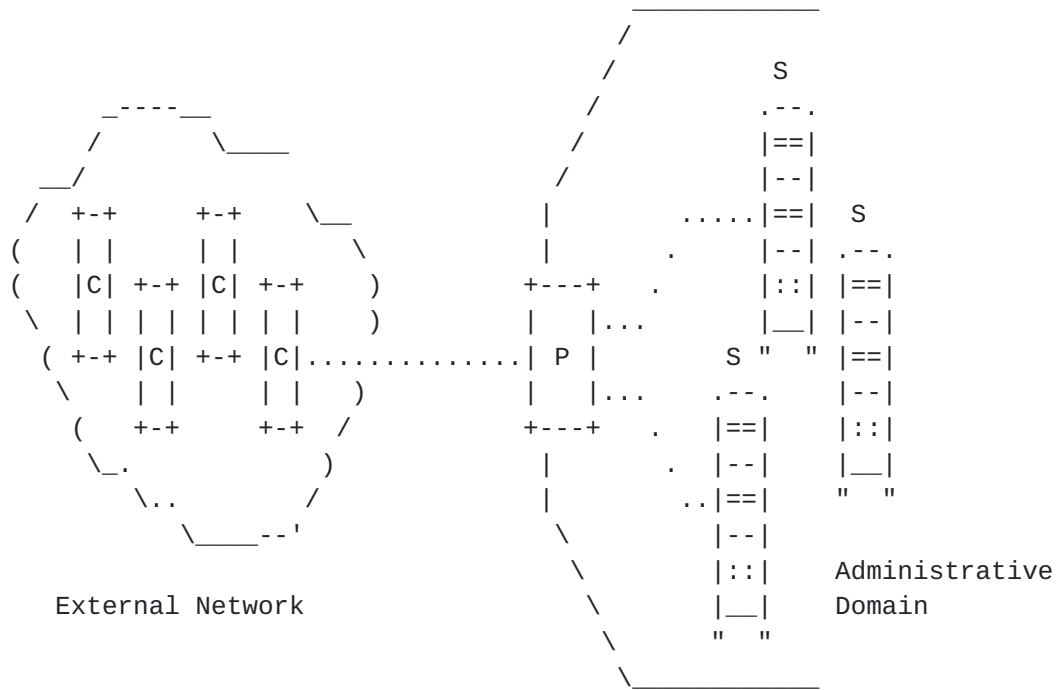 S
S
C C
C C P S
Administrative
External Network Domain